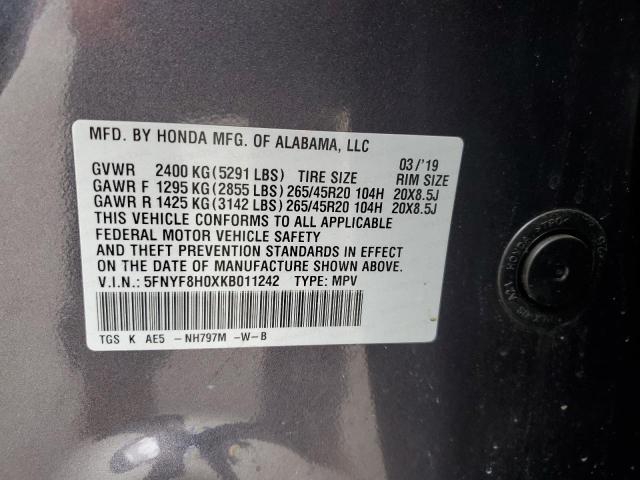 MFD. BY HONDA MFG. OF ALABAMA, LLC 03/'19
GVWR 2400 KG (5291 LBS) TIRE SIZE RIM SIZE
GAWR F 1295 KG (2855 LBS) 265/45R20 104H 20X8.5J
GAWR R 1425 KG (3142 LBS) 265/45R20 104H 20X8.5J
THIS VEHICLE CONFORMS TO ALL APPLICABLE
FEDERAL MOTOR VEHICLE SAFETY
AND THEFT PREVENTION STANDARDS IN EFFECT
ON THE DATE OF MANUFACTURE SHOWN ABOVE.
V.I.N.: 5FNYF8H0XKB011242 TYPE: MPV
TGS K AE5 -NH797M -W-B
HONDA